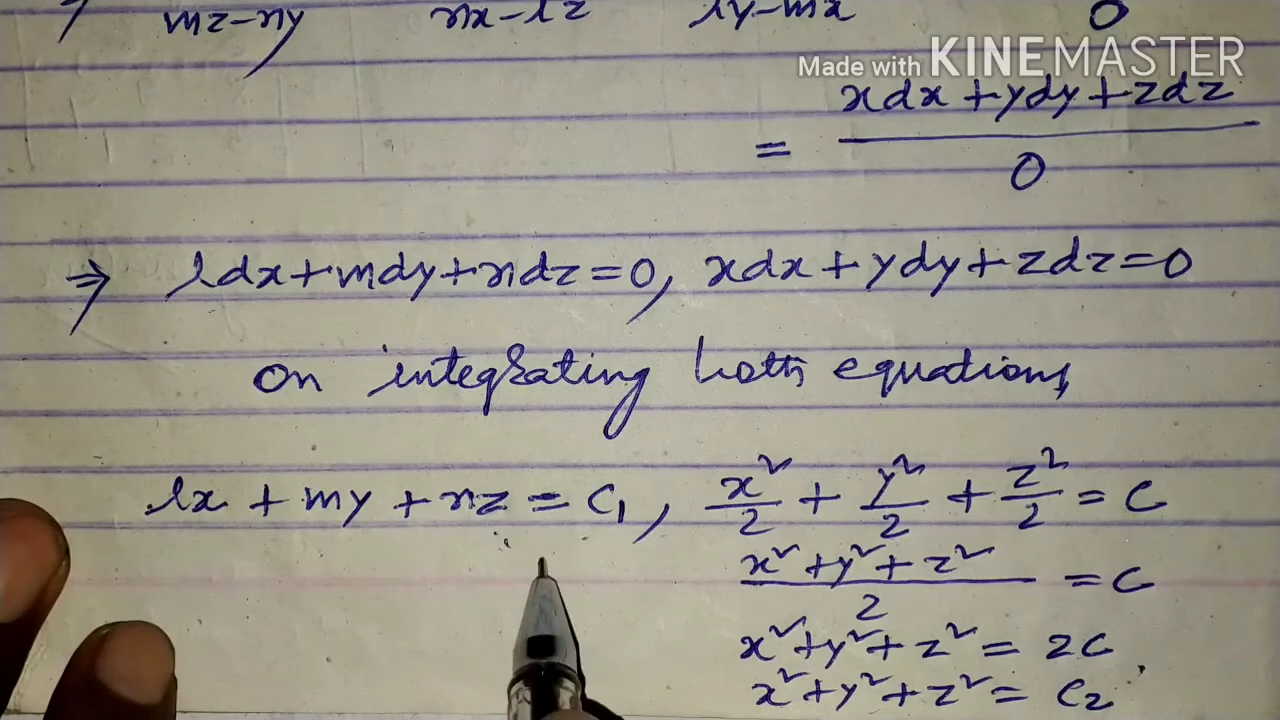 mz-ny nx-lz ly-mx 0
Made with KINEMASTER
xdx+ydy+zdz
= 0
⇒ ldx+mdy+ndz=0, xdx+ydy+zdz=0
On integrating both equations,
lx+my+nz=C₁, x²/2 + y²/2 + z²/2 = C
x²+y²+z²/2 = C
x²+y²+z² = 2C
x²+y²+z² = C₂